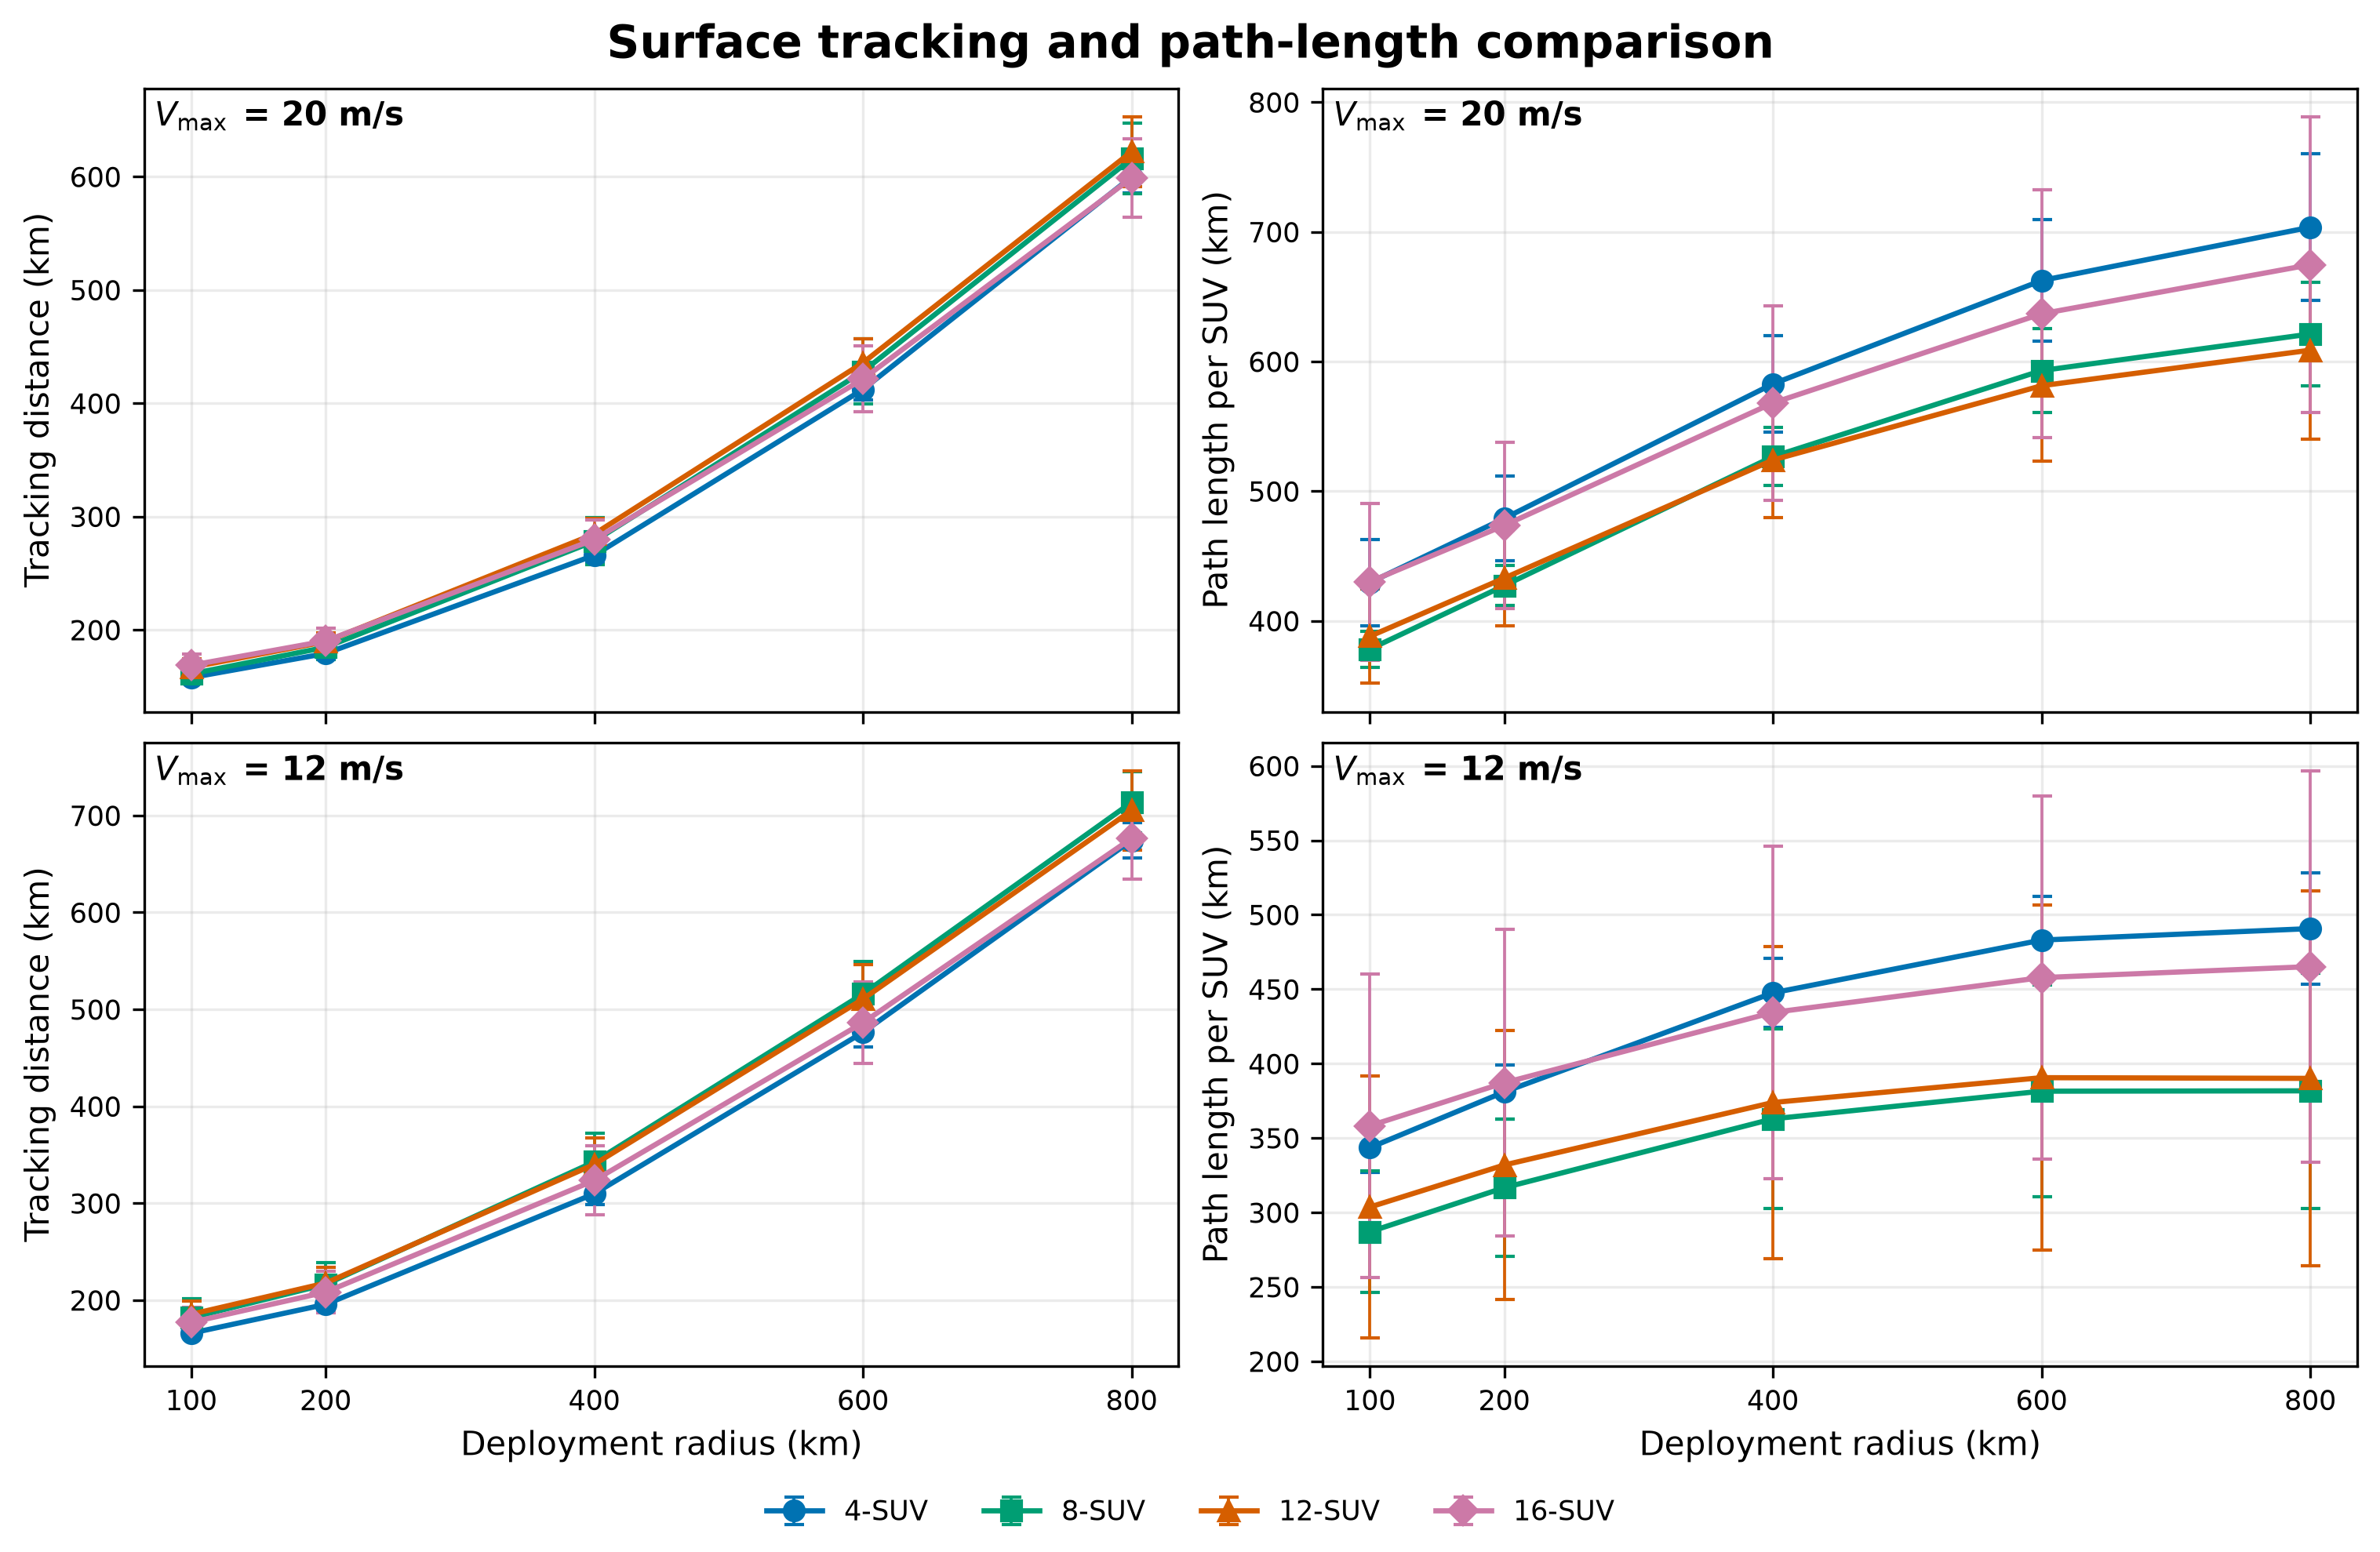 Surface tracking and path-length comparison
Vmax = 20 m/s
Tracking distance (km)
600
500
400
300
200
Vmax = 20 m/s
Path length per SUV (km)
800
700
600
500
400
Vmax = 12 m/s
Tracking distance (km)
700
600
500
400
300
200
100 200 400 600 800
Deployment radius (km)
Vmax = 12 m/s
Path length per SUV (km)
600
550
500
450
400
350
300
250
200
100 200 400 600 800
Deployment radius (km)
4-SUV 8-SUV 12-SUV 16-SUV